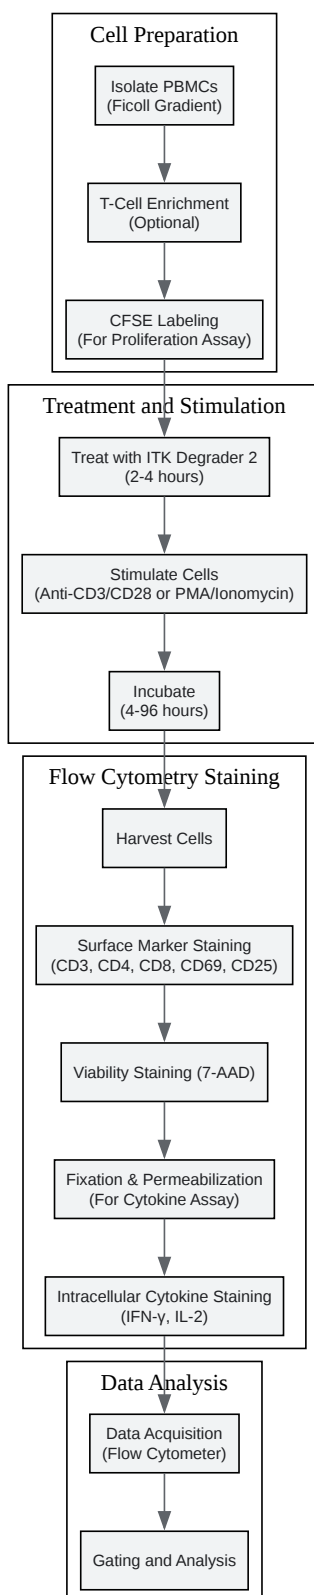 Cell Preparation
Isolate PBMCs
(Ficoll Gradient)
T-Cell Enrichment
(Optional)
CFSE Labeling
(For Proliferation Assay)
Treatment and Stimulation
Treat with ITK Degrader 2
(2-4 hours)
Stimulate Cells
(Anti-CD3/CD28 or PMA/Ionomycin)
Incubate
(4-96 hours)
Flow Cytometry Staining
Harvest Cells
Surface Marker Staining
(CD3, CD4, CD8, CD69, CD25)
Viability Staining (7-AAD)
Fixation & Permeabilization
(For Cytokine Assay)
Intracellular Cytokine Staining
(IFN-γ, IL-2)
Data Analysis
Data Acquisition
(Flow Cytometer)
Gating and Analysis